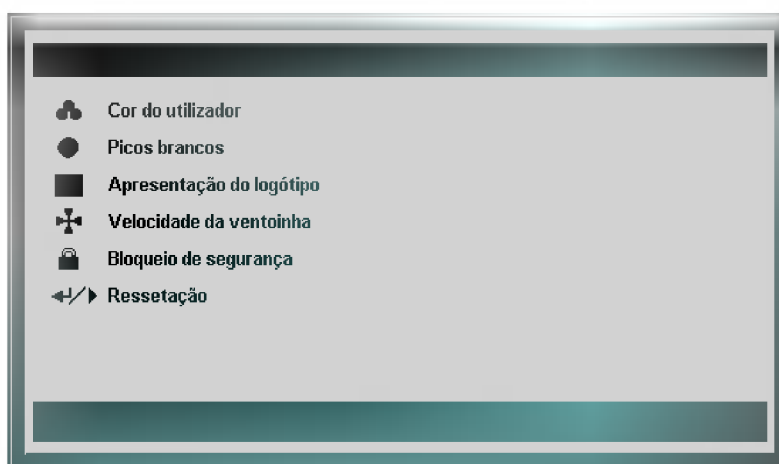 Cor do utilizador
Picos brancos
Apresentação do logótipo
Velocidade da ventoinha
Bloqueio de segurança
Ressetação